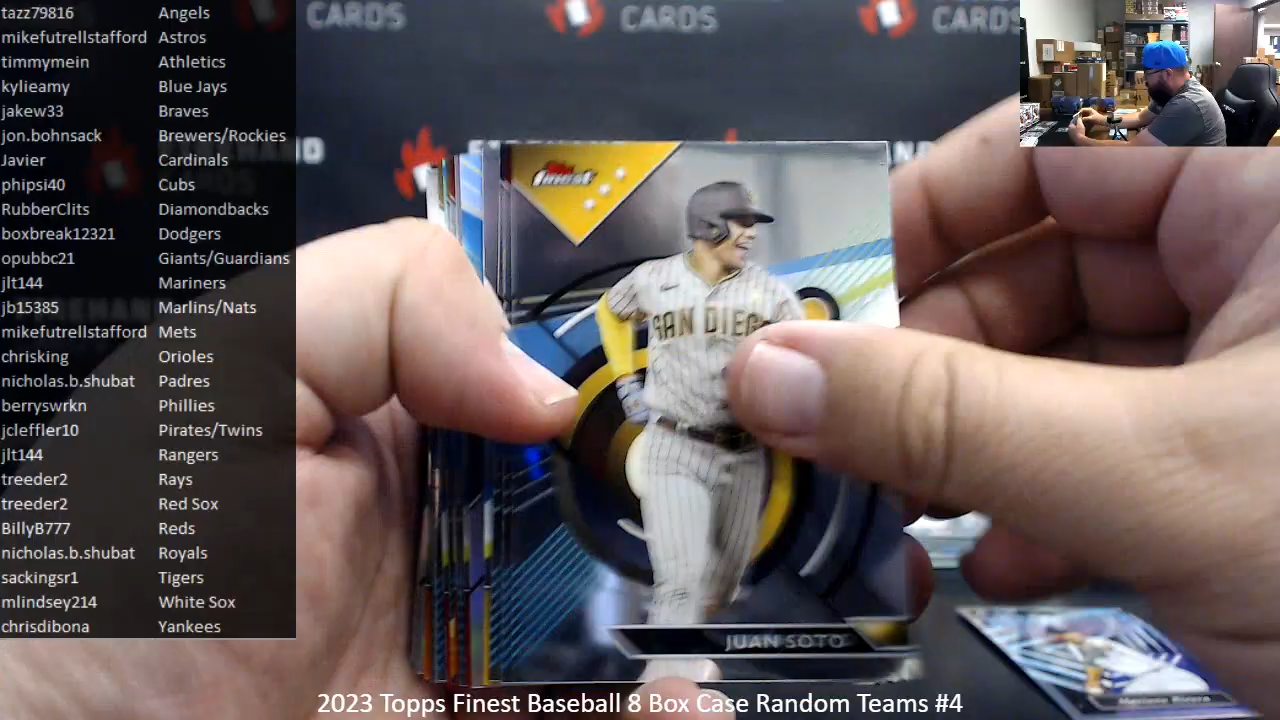 tazz79816 Angels
mikefutrellstafford Astros
timmymein Athletics
kylieamy Blue Jays
jakew33 Braves
jon.bohnsack Brewers/Rockies
Javier Cardinals
phipsi40 Cubs
RubberClits Diamondbacks
boxbreak12321 Dodgers
opubbc21 Giants/Guardians
jlt144 Mariners
jb15385 Marlins/Nats
mikefutrellstafford Mets
chrisking Orioles
nicholas.b.shubat Padres
berryswrkn Phillies
jcleffler10 Pirates/Twins
jlt144 Rangers
treeder2 Rays
treeder2 Red Sox
BillyB777 Reds
nicholas.b.shubat Royals
sackingsr1 Tigers
mlindsey214 White Sox
chrisdibona Yankees
CARDS
CARDS
CARDS
Topps
Finest
SAN DIEGO
JUAN SOTO
Mariano Rivera
2023 Topps Finest Baseball 8 Box Case Random Teams #4